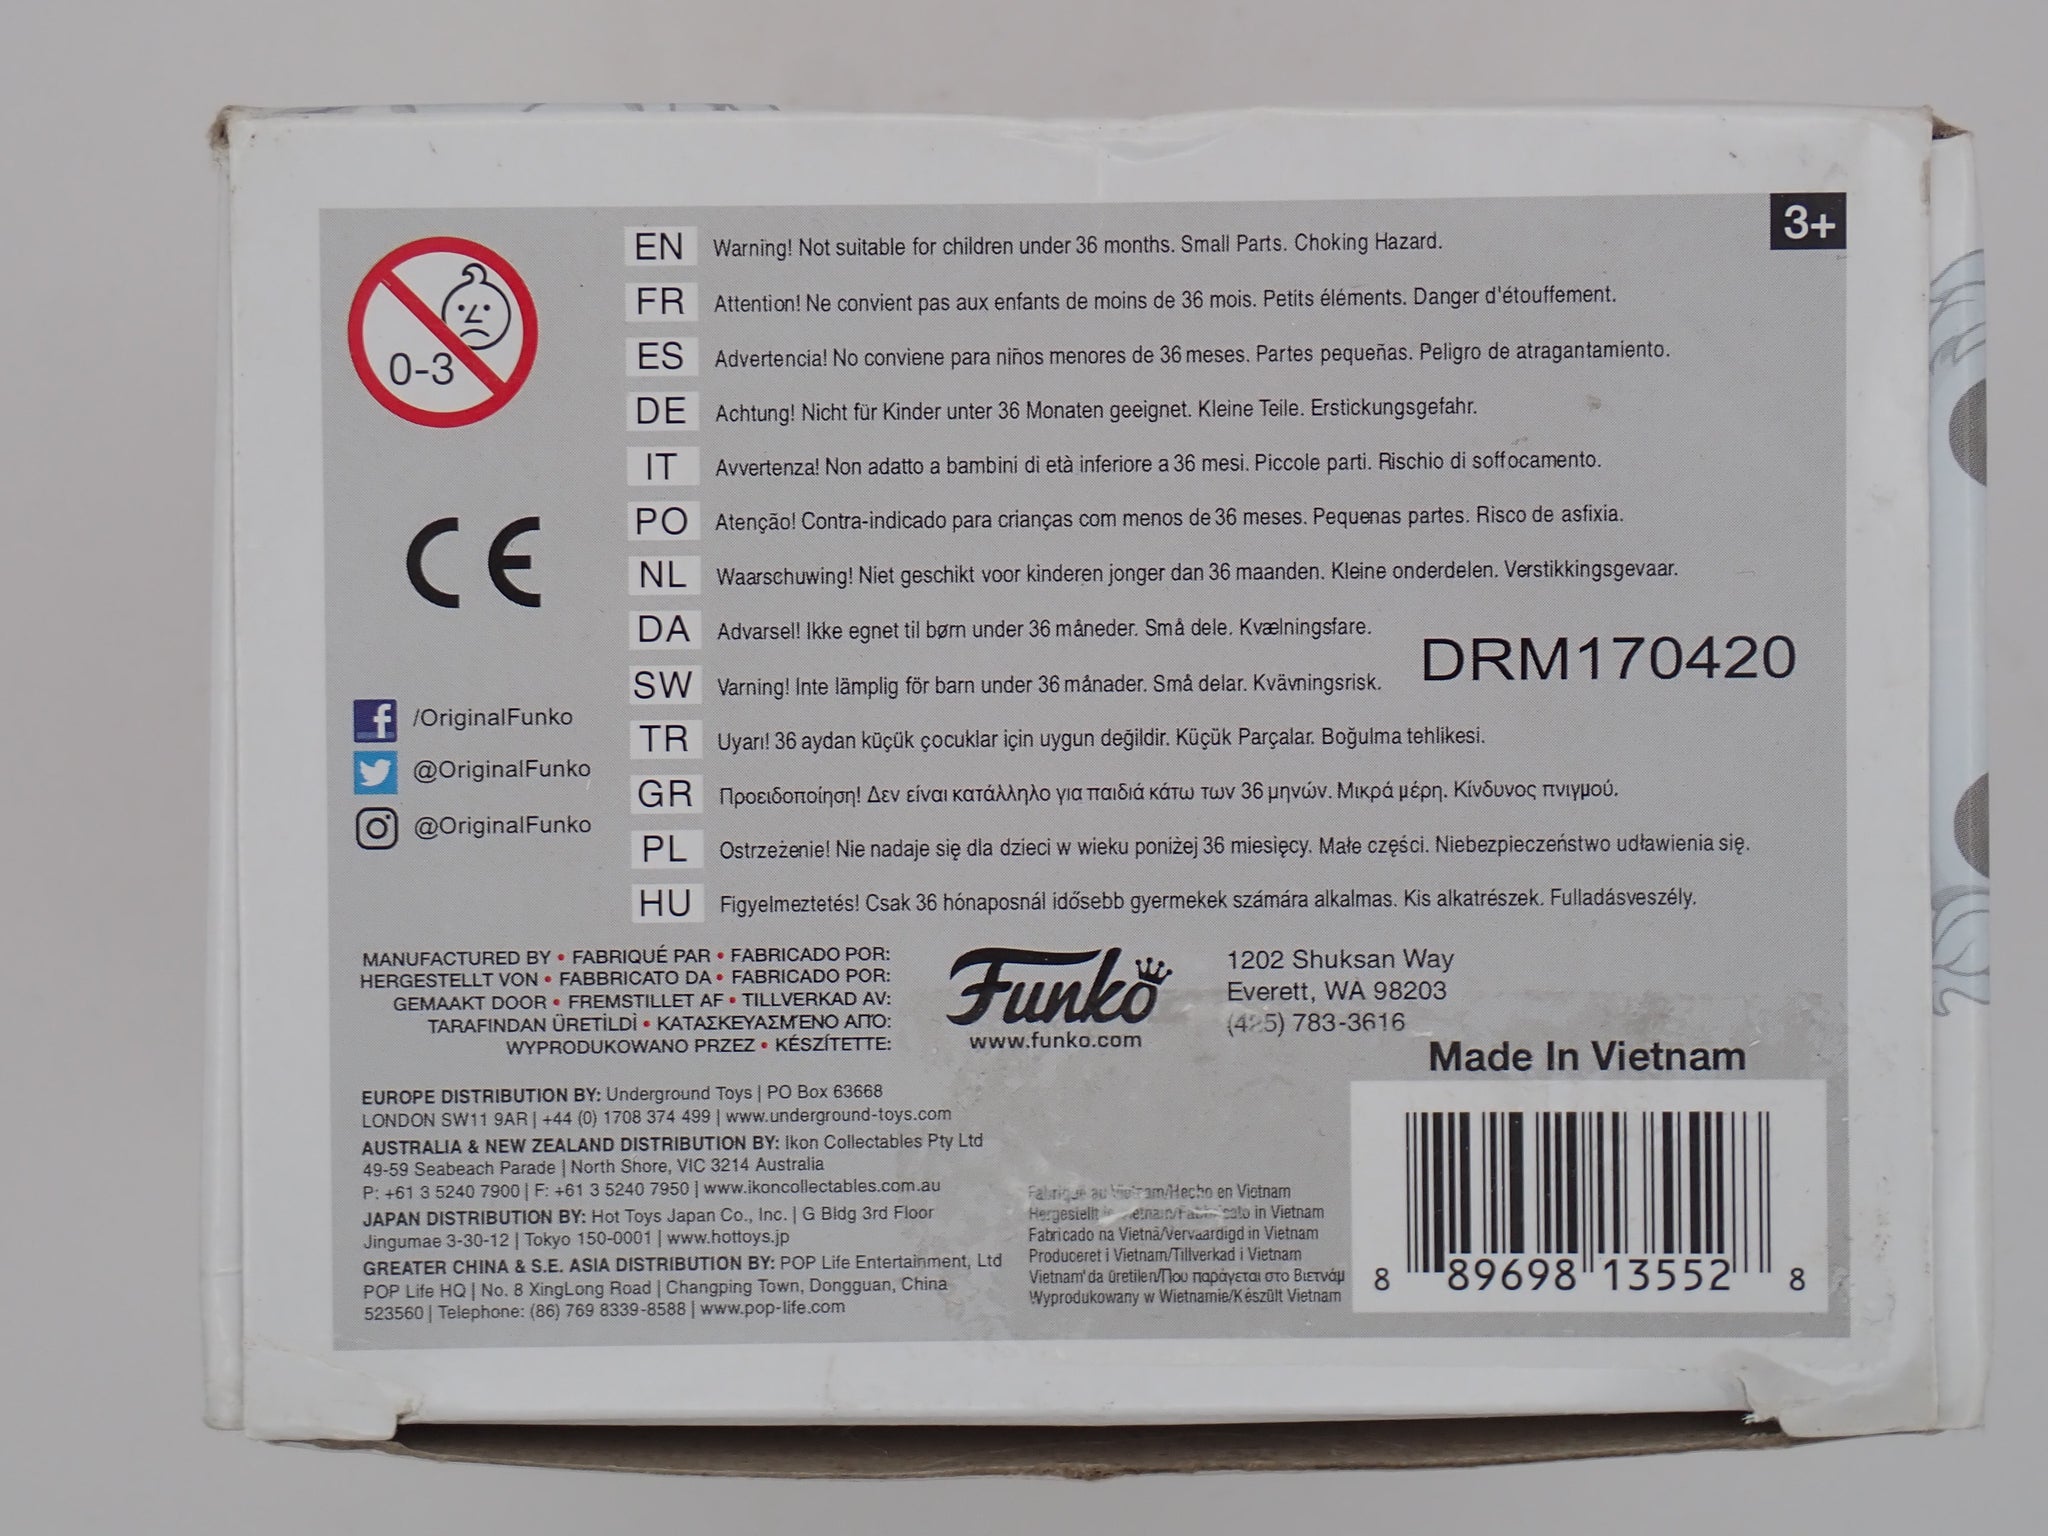 3+
0-3
EN Warning! Not suitable for children under 36 months. Small Parts. Choking Hazard.
FR Attention! Ne convient pas aux enfants de moins de 36 mois. Petits éléments. Danger d'étouffement.
ES Advertencia! No conviene para niños menores de 36 meses. Partes pequeñas. Peligro de atragantamiento.
DE Achtung! Nicht für Kinder unter 36 Monaten geeignet. Kleine Teile. Erstickungsgefahr.
IT Avvertenza! Non adatto a bambini di età inferiore a 36 mesi. Piccole parti. Rischio di soffocamento.
PO Atenção! Contra-indicado para crianças com menos de 36 meses. Pequenas partes. Risco de asfixia.
NL Waarschuwing! Niet geschikt voor kinderen jonger dan 36 maanden. Kleine onderdelen. Verstikkingsgevaar.
DA Advarsel! Ikke egnet til børn under 36 måneder. Små dele. Kvælningsfare.
SW Varning! Inte lämplig för barn under 36 månader. Små delar. Kvävningsrisk.
TR Uyarı! 36 aydan küçük çocuklar için uygun değildir. Küçük Parçalar. Boğulma tehlikesi.
GR Προειδοποίηση! Δεν είναι κατάλληλο για παιδιά κάτω των 36 μηνών. Μικρά μέρη. Κίνδυνος πνιγμού.
PL Ostrzeżenie! Nie nadaje się dla dzieci w wieku poniżej 36 miesięcy. Małe części. Niebezpieczeństwo udławienia się.
HU Figyelmeztetés! Csak 36 hónaposnál idősebb gyermekek számára alkalmas. Kis alkatrészek. Fulladásveszély.
DRM170420
CE
/OriginalFunko
@OriginalFunko
@OriginalFunko
MANUFACTURED BY • FABRIQUÉ PAR • FABRICADO POR:
HERGESTELLT VON • FABBRICATO DA • FABRICADO POR:
GEMAAKT DOOR • FREMSTILLET AF • TILLVERKAD AV:
TARAFINDAN ÜRETİLDİ • ΚΑΤΑΣΚΕΥΑΣΜΈΝΟ ΑΠΌ:
WYPRODUKOWANO PRZEZ • KÉSZÍTETTE:
Funko
www.funko.com
1202 Shuksan Way
Everett, WA 98203
(425) 783-3616
Made In Vietnam
EUROPE DISTRIBUTION BY: Underground Toys | PO Box 63668
LONDON SW11 9AR | +44 (0) 1708 374 499 | www.underground-toys.com
AUSTRALIA & NEW ZEALAND DISTRIBUTION BY: Ikon Collectables Pty Ltd
49-59 Seabeach Parade | North Shore, VIC 3214 Australia
P: +61 3 5240 7900 | F: +61 3 5240 7950 | www.ikoncollectables.com.au
JAPAN DISTRIBUTION BY: Hot Toys Japan Co., Inc. | G Bldg 3rd Floor
Jingumae 3-30-12 | Tokyo 150-0001 | www.hottoys.jp
GREATER CHINA & S.E. ASIA DISTRIBUTION BY: POP Life Entertainment, Ltd
POP Life HQ | No. 8 XingLong Road | Changping Town, Dongguan, China
523560 | Telephone: (86) 769 8339-8588 | www.pop-life.com
Fabriqué au Vietnam/Hecho en Vietnam
Hergestellt in Vietnam/Fabbricato in Vietnam
Fabricado na Vietnã/Vervaardigd in Vietnam
Produceret i Vietnam/Tillverkad i Vietnam
Vietnam'da üretilen/Που παράγεται στο Βιετνάμ
Wyprodukowany w Wietnamie/Készült Vietnam
8 89698 13552 8